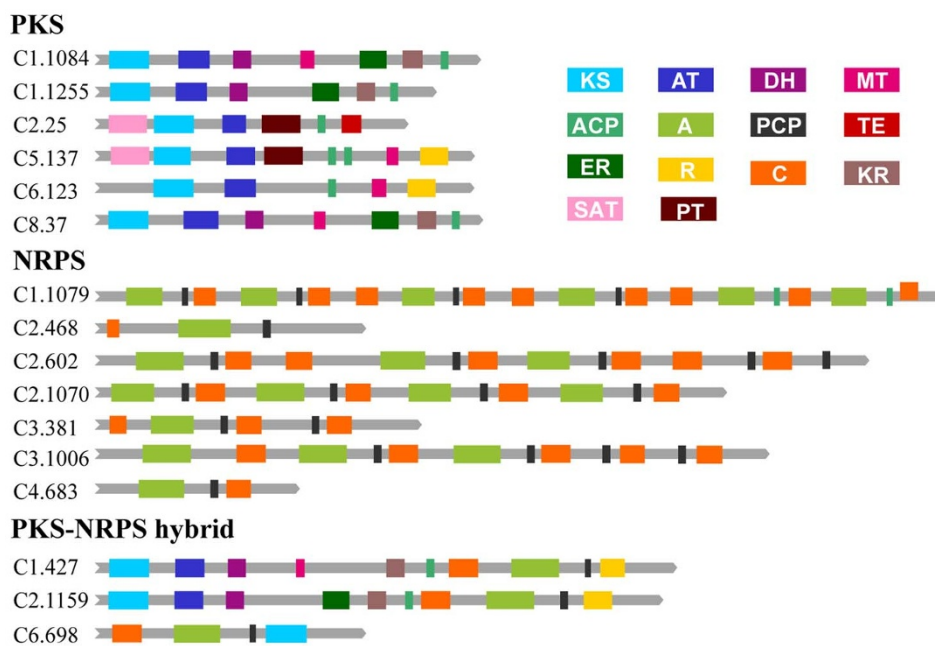 PKS
C1.1084
C1.1255
C2.25
C5.137
C6.123
C8.37
KS AT DH MT
ACP A PCP TE
ER R C KR
SAT PT
NRPS
C1.1079
C2.468
C2.602
C2.1070
C3.381
C3.1006
C4.683
PKS-NRPS hybrid
C1.427
C2.1159
C6.698